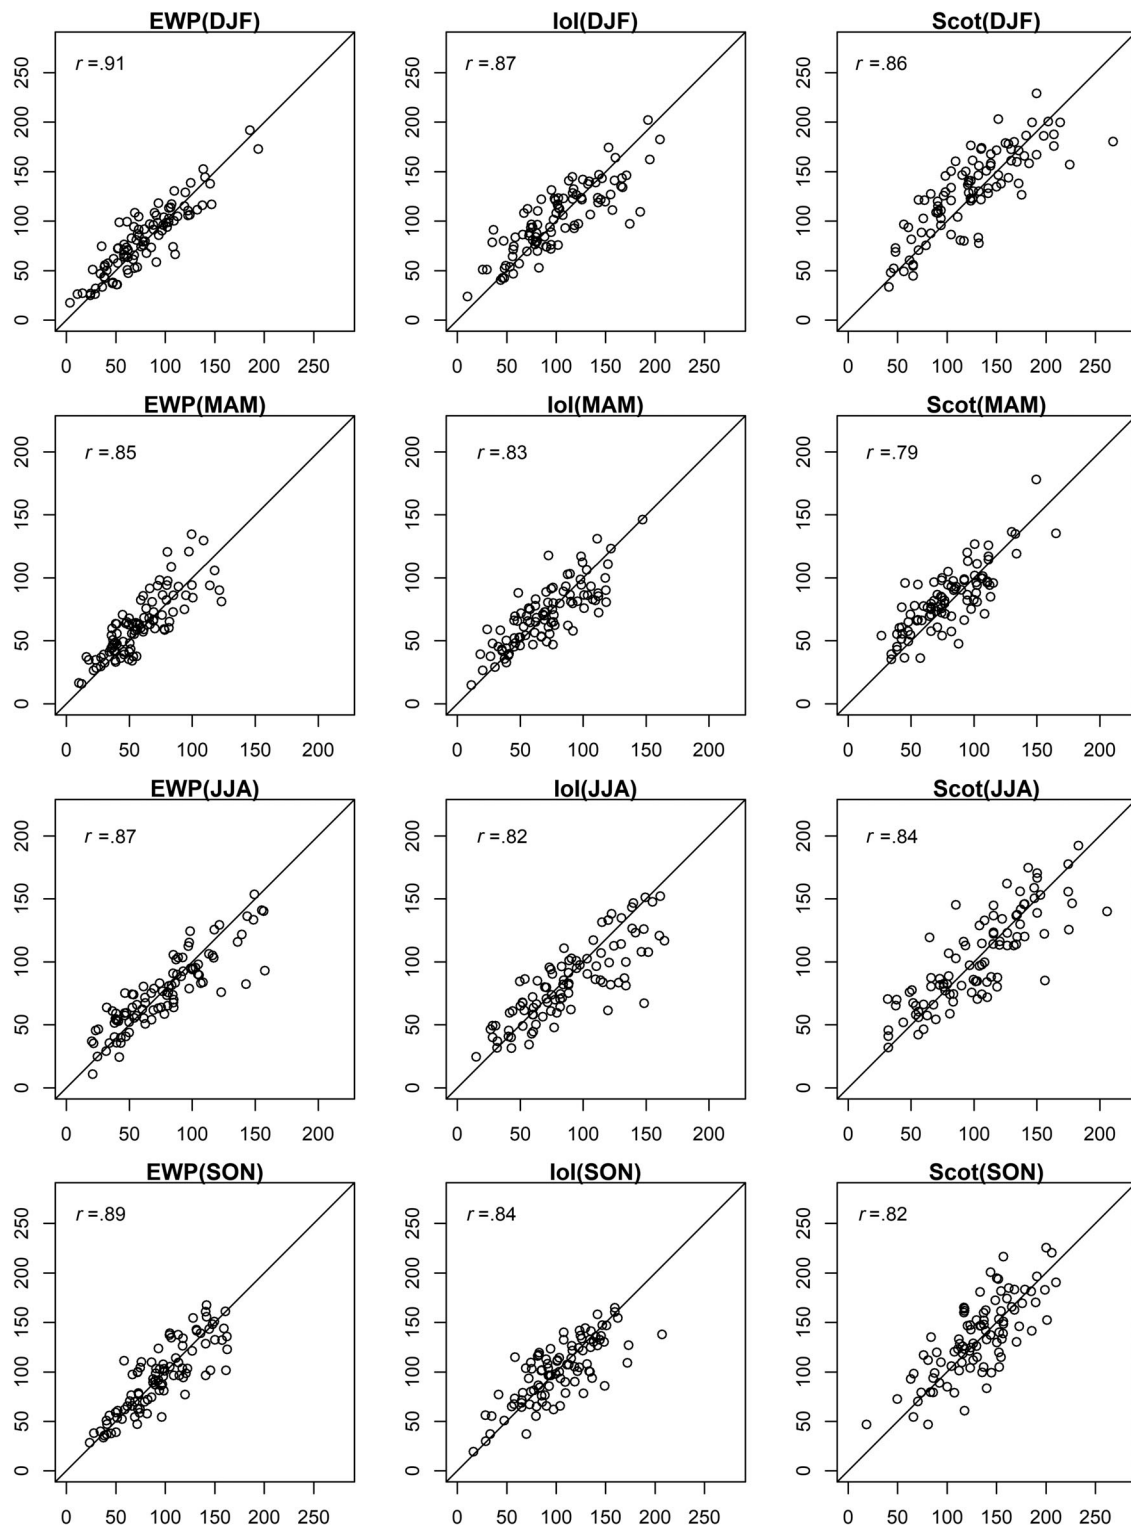 EWP(DJF) IoI(DJF) Scot(DJF)
r =.91 r =.87 r =.86
250 250 250
200 200 200
150 150 150
100 100 100
50 50 50
0 0 0
0 50 100 150 200 250 0 50 100 150 200 250 0 50 100 150 200 250
EWP(MAM) IoI(MAM) Scot(MAM)
r =.85 r =.83 r =.79
200 200 200
150 150 150
100 100 100
50 50 50
0 0 0
0 50 100 150 200 0 50 100 150 200 0 50 100 150 200
EWP(JJA) IoI(JJA) Scot(JJA)
r =.87 r =.82 r =.84
200 200 200
150 150 150
100 100 100
50 50 50
0 0 0
0 50 100 150 200 0 50 100 150 200 0 50 100 150 200
EWP(SON) IoI(SON) Scot(SON)
r =.89 r =.84 r =.82
250 250 250
200 200 200
150 150 150
100 100 100
50 50 50
0 0 0
0 50 100 150 200 250 0 50 100 150 200 250 0 50 100 150 200 250